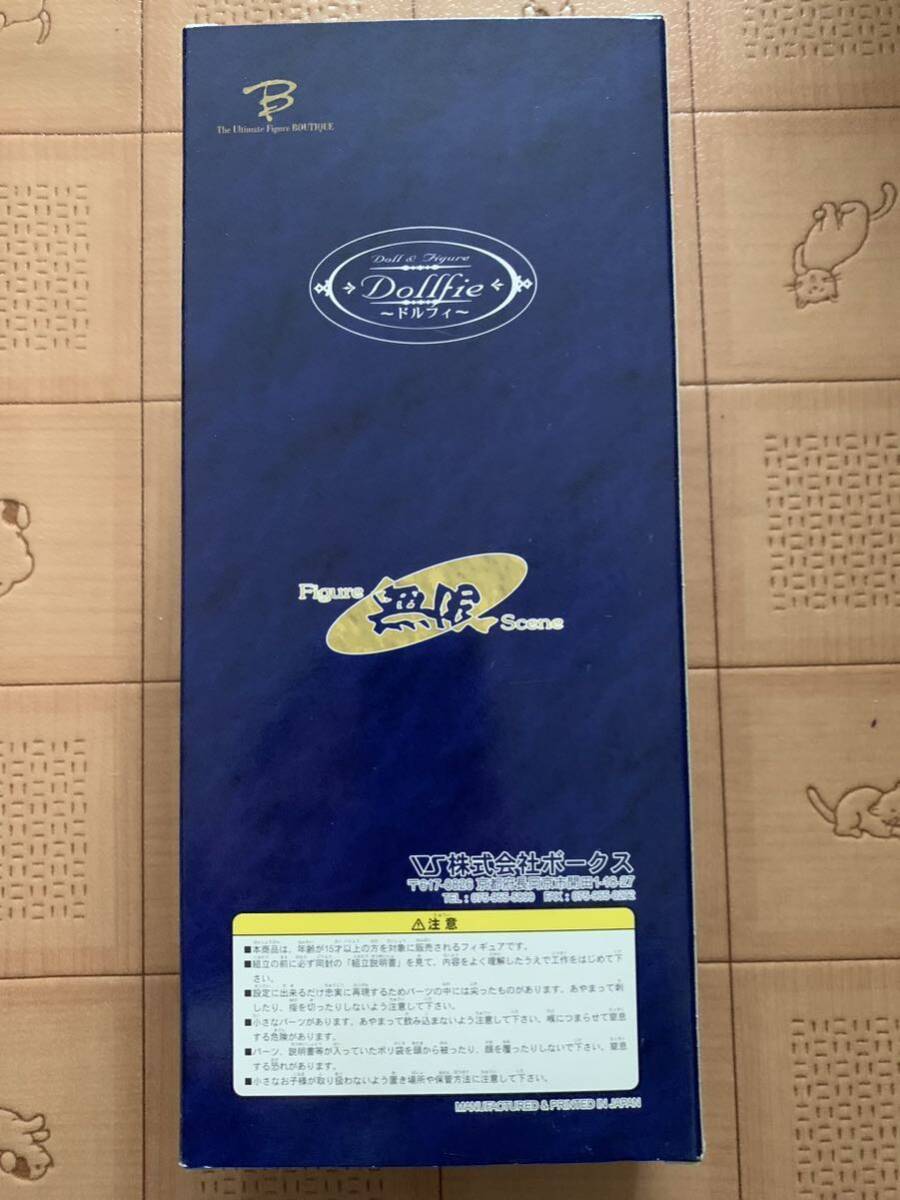 B
The Ultimate Figure BOUTIQUE
Doll & Figure
Dollfie
～ドルフィ～
Figure 無限 Scene
VS 株式会社ボークス
京都府長岡京市開田1-18-27
⚠注意
■本商品は、年齢が15才以上の方を対象に販売されるフィギュアです。
■組立の前に必ず同封の「組立説明書」を見て、内容をよく理解したうえで工作をはじめて下
さい。
■設定に出来るだけ忠実に再現するためパーツの中には尖ったものがあります。あやまって刺
したり、指を切ったりしないよう注意して下さい。
■小さなパーツがあります。あやまって飲み込まないよう注意して下さい、喉につまらせて窒息
する危険があります。
■パーツ、説明書等が入っていたポリ袋を頭から被ったり、顔を覆ったりしないで下さい。窒息
する恐れがあります。
■小さなお子様が取り扱わないよう置き場所や保管方法に注意して下さい。
MANUFACTURED & PRINTED IN JAPAN